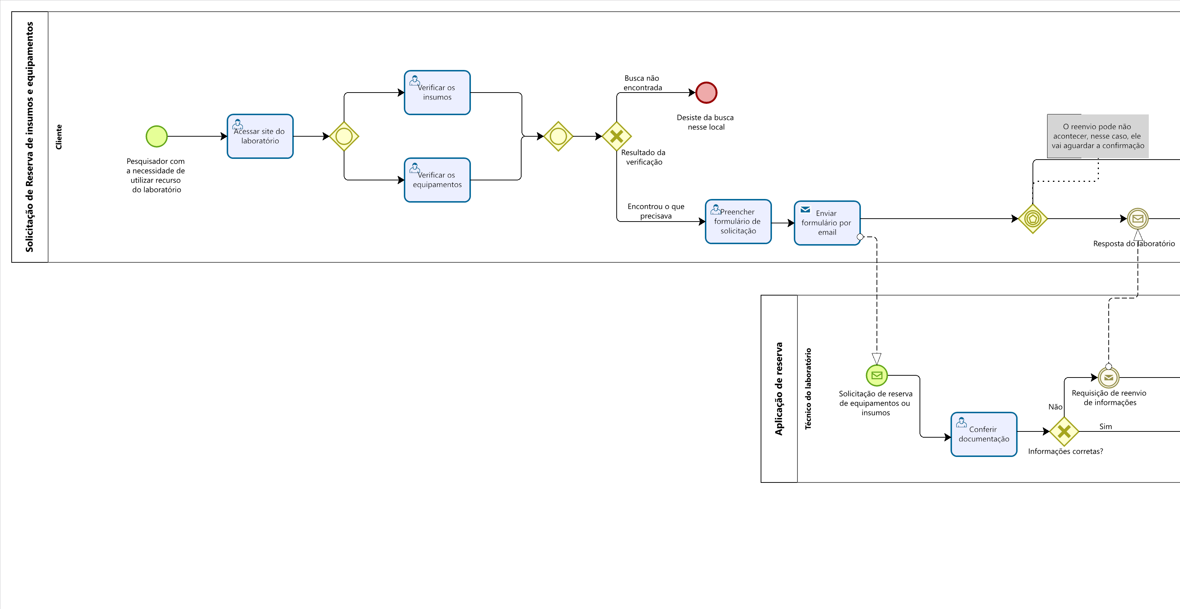 Solicitação de Reserva de insumos e equipamentos
Cliente
Pesquisador com
a necessidade de
utilizar recurso
do laboratório
Acessar site do
laboratório
Verificar os
insumos
Verificar os
equipamentos
Busca não
encontrada
Desiste da busca
nesse local
Resultado da
verificação
Encontrou o que
precisava
Preencher
formulário de
solicitação
Enviar
formulário por
email
O reenvio pode não
acontecer, nesse caso, ele
vai aguardar a confirmação
Resposta do laboratório
Aplicação de reserva
Técnico do laboratório
Solicitação de reserva
de equipamentos ou
insumos
Conferir
documentação
Não
Requisição de reenvio
de informações
Sim
Informações corretas?